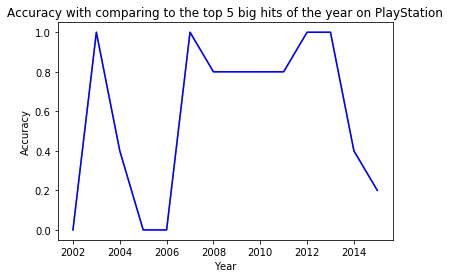 Accuracy with comparing to the top 5 big hits of the year on PlayStation
1.0
0.8
0.6
0.4
0.2
0.0
Accuracy
2002 2004 2006 2008 2010 2012 2014
Year